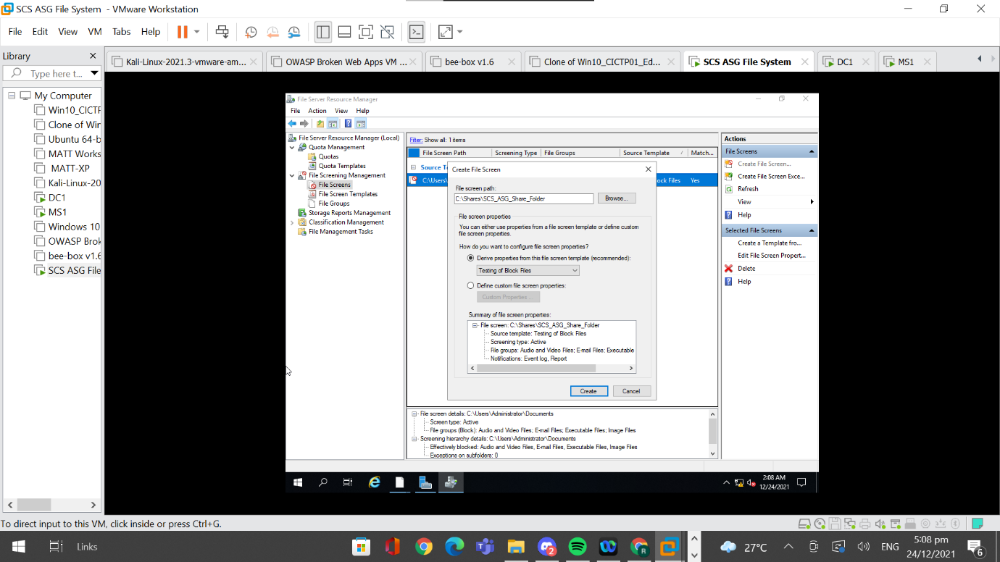 SCS ASG File System - VMware Workstation
File Edit View VM Tabs Help
Library
Type here t...
Kali-Linux-2021.3-vmware-am...
OWASP Broken Web Apps VM ...
bee-box v1.6
Clone of Win10_CICTP01_Ed...
SCS ASG File System
DC1
MS1
My Computer
Win10_CICTF
Clone of Wir
Ubuntu 64-b
MATT Works
MATT-XP
Kali-Linux-20
DC1
MS1
Windows 10
OWASP Brok
bee-box v1.6
SCS ASG File
File Server Resource Manager
File Action View Help
File Server Resource Manager (Local)
Quota Management
Quotas
Quota Templates
File Screening Management
File Screens
File Screen Templates
File Groups
Storage Reports Management
Classification Management
File Management Tasks
Filter: Show all: 1 items
File Screen Path Screening Type File Groups Source Template / Match...
Source T
C:\Users\ ock Files Yes
Create File Screen
File screen path:
C:\Shares\SCS_ASG_Share_Folder
Browse...
File screen properties
You can either use properties from a file screen template or define custom
file screen properties.
How do you want to configure file screen properties?
Derive properties from this file screen template (recommended):
Testing of Block Files
Define custom file screen properties:
Custom Properties...
Summary of file screen properties:
File screen: C:\Shares\SCS_ASG_Share_Folder
Source template: Testing of Block Files
Screening type: Active
File groups: Audio and Video Files; E-mail Files; Executable
Notifications: Event log, Report
Create Cancel
File screen details: C:\Users\Administrator\Documents
Screen type: Active
File groups (Block): Audio and Video Files; E-mail Files; Executable Files; Image Files
Screening hierarchy details: C:\Users\Administrator\Documents
Effectively blocked: Audio and Video Files, E-mail Files, Executable Files, Image Files
Exceptions on subfolders: 0
Actions
File Screens
Create File Screen...
Create File Screen Exce...
Refresh
View
Help
Selected File Screens
Create a Template fro...
Edit File Screen Propert...
Delete
Help
2:08 AM
12/24/2021
To direct input to this VM, click inside or press Ctrl+G.
Links
2
27°C
ENG
5:08 pm
24/12/2021
6